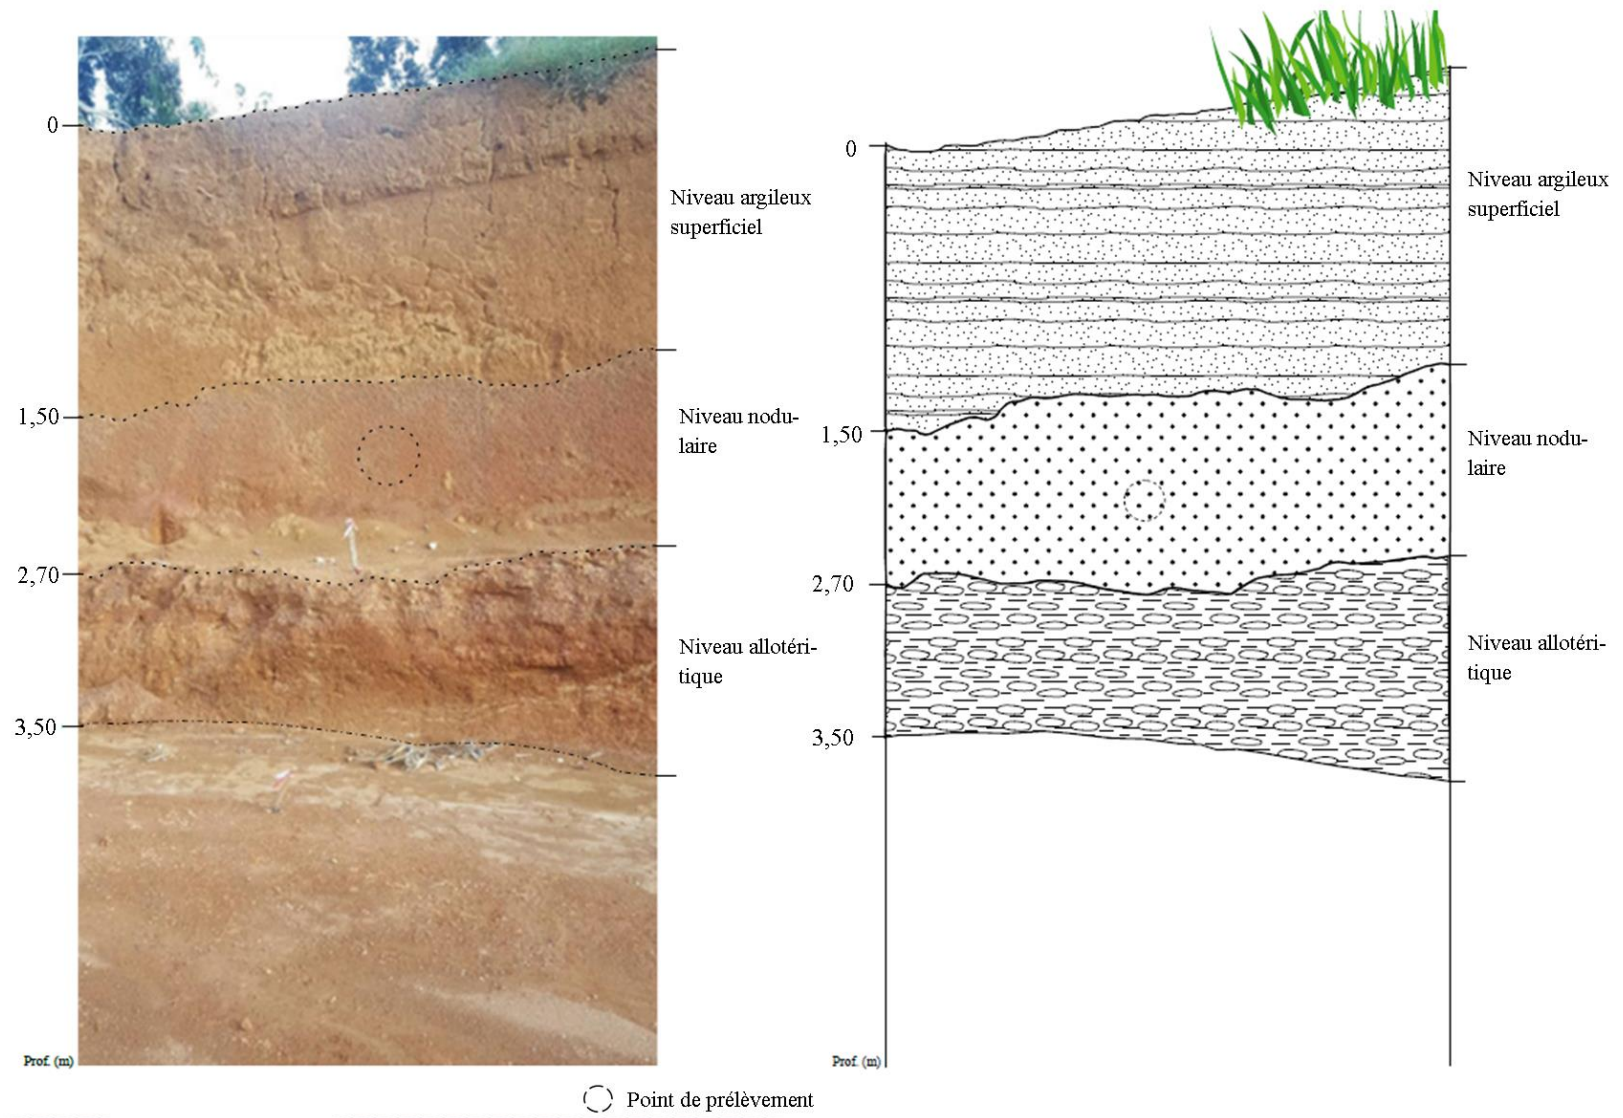 0
1,50
2,70
3,50
Prof. (m)
Niveau argileux
superficiel
Niveau nodu-
laire
Niveau allotéri-
tique
0
1,50
2,70
3,50
Prof. (m)
Niveau argileux
superficiel
Niveau nodu-
laire
Niveau allotéri-
tique
Point de prélèvement